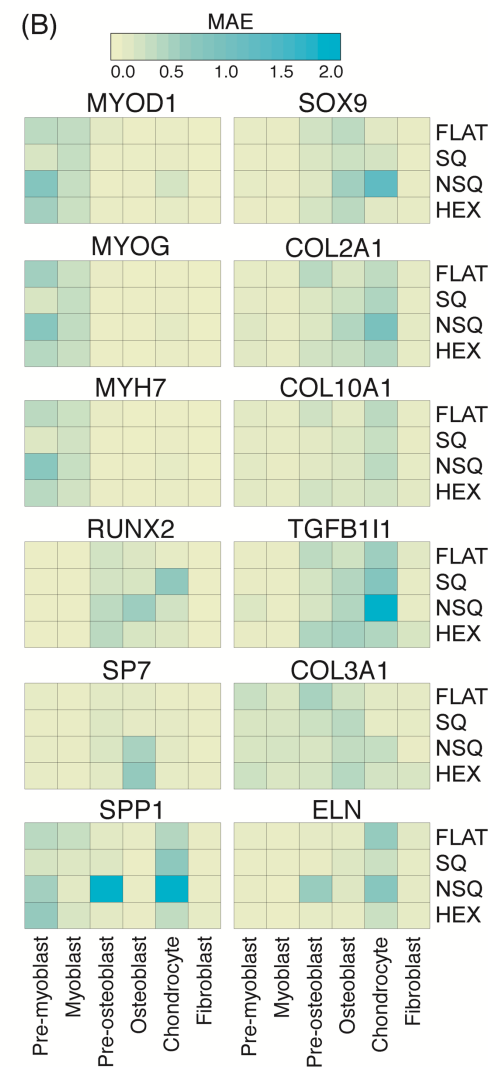 (B)
MAE
0.0 0.5 1.0 1.5 2.0
MYOD1 SOX9
FLAT
SQ
NSQ
HEX
MYOG COL2A1
FLAT
SQ
NSQ
HEX
MYH7 COL10A1
FLAT
SQ
NSQ
HEX
RUNX2 TGFB1I1
FLAT
SQ
NSQ
HEX
SP7 COL3A1
FLAT
SQ
NSQ
HEX
SPP1 ELN
FLAT
SQ
NSQ
HEX
Pre-myoblast
Myoblast
Pre-osteoblast
Osteoblast
Chondrocyte
Fibroblast
Pre-myoblast
Myoblast
Pre-osteoblast
Osteoblast
Chondrocyte
Fibroblast